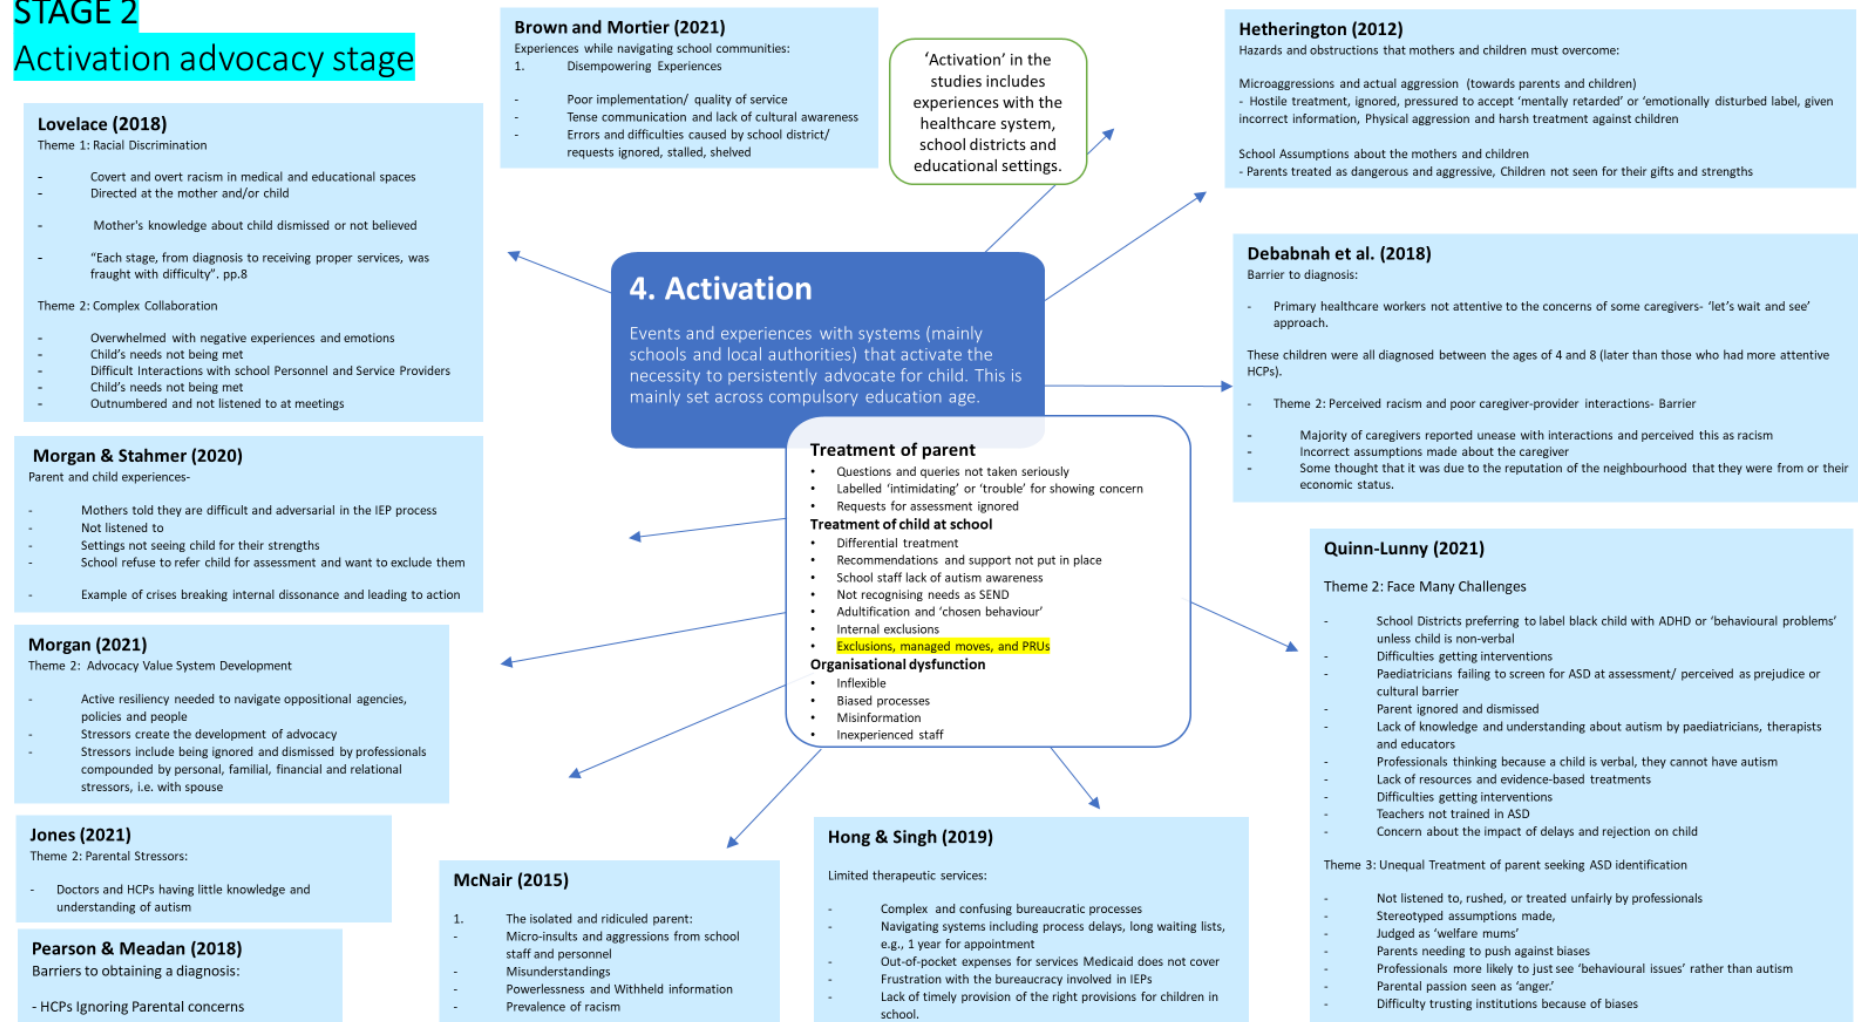 STAGE 2
Activation advocacy stage
Lovelace (2018)
Theme 1: Racial Discrimination
- Covert and overt racism in medical and educational spaces
- Directed at the mother and/or child
- Mother's knowledge about child dismissed or not believed
- “Each stage, from diagnosis to receiving proper services, was
fraught with difficulty”. pp.8
Theme 2: Complex Collaboration
- Overwhelmed with negative experiences and emotions
- Child's needs not being met
- Difficult Interactions with school Personnel and Service Providers
- Child's needs not being met
- Outnumbered and not listened to at meetings
Morgan & Stahmer (2020)
Parent and child experiences-
- Mothers told they are difficult and adversarial in the IEP process
- Not listened to
- Settings not seeing child for their strengths
- School refuse to refer child for assessment and want to exclude them
- Example of crises breaking internal dissonance and leading to action
Morgan (2021)
Theme 2: Advocacy Value System Development
- Active resiliency needed to navigate oppositional agencies,
policies and people
- Stressors create the development of advocacy
- Stressors include being ignored and dismissed by professionals
compounded by personal, familial, financial and relational
stressors, i.e. with spouse
Jones (2021)
Theme 2: Parental Stressors:
- Doctors and HCPs having little knowledge and
understanding of autism
Pearson & Meadan (2018)
Barriers to obtaining a diagnosis:
- HCPs Ignoring Parental concerns
Brown and Mortier (2021)
Experiences while navigating school communities:
1. Disempowering Experiences
- Poor implementation/ quality of service
- Tense communication and lack of cultural awareness
- Errors and difficulties caused by school district/
requests ignored, stalled, shelved
‘Activation’ in the
studies includes
experiences with the
healthcare system,
school districts and
educational settings.
4. Activation
Events and experiences with systems (mainly
schools and local authorities) that activate the
necessity to persistently advocate for child. This is
mainly set across compulsory education age.
Treatment of parent
• Questions and queries not taken seriously
• Labelled ‘intimidating’ or ‘trouble’ for showing concern
• Requests for assessment ignored
Treatment of child at school
• Differential treatment
• Recommendations and support not put in place
• School staff lack of autism awareness
• Not recognising needs as SEND
• Adultification and ‘chosen behaviour’
• Internal exclusions
• Exclusions, managed moves, and PRUs
Organisational dysfunction
• Inflexible
• Biased processes
• Misinformation
• Inexperienced staff
McNair (2015)
1. The isolated and ridiculed parent:
- Micro-insults and aggressions from school
staff and personnel
- Misunderstandings
- Powerlessness and Withheld information
- Prevalence of racism
Hong & Singh (2019)
Limited therapeutic services:
- Complex and confusing bureaucratic processes
- Navigating systems including process delays, long waiting lists,
e.g., 1 year for appointment
- Out-of-pocket expenses for services Medicaid does not cover
- Frustration with the bureaucracy involved in IEPs
- Lack of timely provision of the right provisions for children in
school.
Hetherington (2012)
Hazards and obstructions that mothers and children must overcome:
Microaggressions and actual aggression (towards parents and children)
- Hostile treatment, ignored, pressured to accept ‘mentally retarded’ or ‘emotionally disturbed label, given
incorrect information, Physical aggression and harsh treatment against children
School Assumptions about the mothers and children
- Parents treated as dangerous and aggressive, Children not seen for their gifts and strengths
Debabnah et al. (2018)
Barrier to diagnosis:
- Primary healthcare workers not attentive to the concerns of some caregivers- ‘let's wait and see’
approach.
These children were all diagnosed between the ages of 4 and 8 (later than those who had more attentive
HCPs).
- Theme 2: Perceived racism and poor caregiver-provider interactions- Barrier
- Majority of caregivers reported unease with interactions and perceived this as racism
- Incorrect assumptions made about the caregiver
- Some thought that it was due to the reputation of the neighbourhood that they were from or their
economic status.
Quinn-Lunny (2021)
Theme 2: Face Many Challenges
- School Districts preferring to label black child with ADHD or ‘behavioural problems’
unless child is non-verbal
- Difficulties getting interventions
- Paediatricians failing to screen for ASD at assessment/ perceived as prejudice or
cultural barrier
- Parent ignored and dismissed
- Lack of knowledge and understanding about autism by paediatricians, therapists
and educators
- Professionals thinking because a child is verbal, they cannot have autism
- Lack of resources and evidence-based treatments
- Difficulties getting interventions
- Teachers not trained in ASD
- Concern about the impact of delays and rejection on child
Theme 3: Unequal Treatment of parent seeking ASD identification
- Not listened to, rushed, or treated unfairly by professionals
- Stereotyped assumptions made,
- Judged as ‘welfare mums’
- Parents needing to push against biases
- Professionals more likely to just see ‘behavioural issues’ rather than autism
- Parental passion seen as ‘anger.’
- Difficulty trusting institutions because of biases